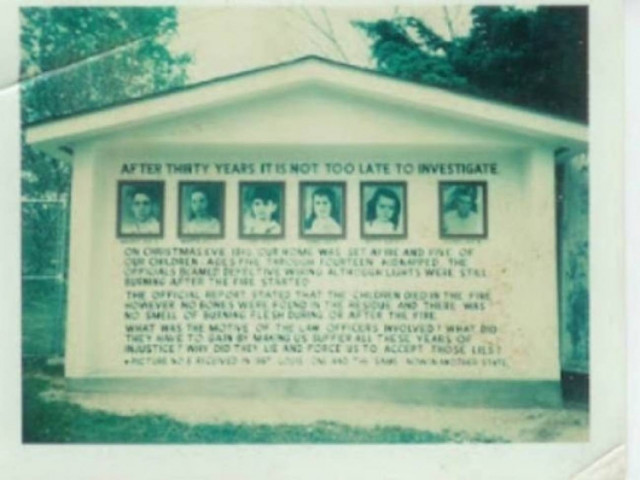 AFTER THIRTY YEARS IT IS NOT TOO LATE TO INVESTIGATE.
ON CHRISTMAS EVE 1945, OUR HOME WAS SET AFIRE AND FIVE OF
OUR CHILDREN, AGES FIVE THROUGH FOURTEEN KIDNAPPED. THE
OFFICIALS BLAMED DEFECTIVE WIRING ALTHOUGH LIGHTS WERE STILL
BURNING AFTER THE FIRE STARTED.
THE OFFICIAL REPORT STATED THAT THE CHILDREN DIED IN THE FIRE
HOWEVER NO BONES WERE FOUND IN THE RESIDUE AND THERE WAS
NO SMELL OF BURNING FLESH DURING OR AFTER THE FIRE.
WHAT WAS THE MOTIVE OF THE LAW OFFICERS INVOLVED? WHAT DID
THEY HAVE TO GAIN BY MAKING US SUFFER ALL THESE YEARS OF
INJUSTICE? WHY DID THEY LIE AND FORCE US TO ACCEPT THOSE LIES?
PICTURE NO 6 RECEIVED IN LOUIS ONE AND THE SAME NOW IN ANOTHER STATE